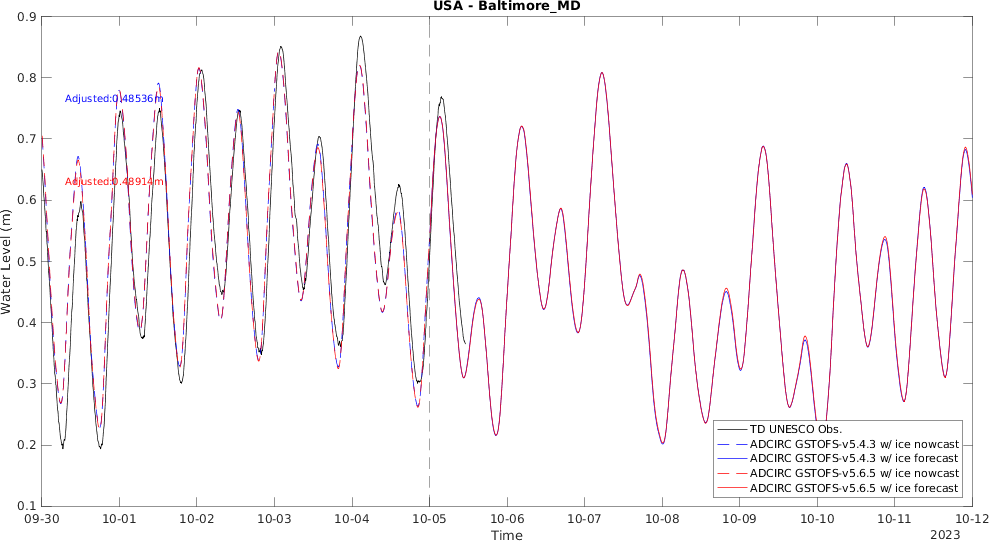 USA - Baltimore_MD
0.9
0.8
0.7
0.6
0.5
0.4
0.3
0.2
0.1
Water Level (m)
Adjusted:0.48536m
Adjusted:0.48914m
TD UNESCO Obs.
ADCIRC GSTOFS-v5.4.3 w/ ice nowcast
ADCIRC GSTOFS-v5.4.3 w/ ice forecast
ADCIRC GSTOFS-v5.6.5 w/ ice nowcast
ADCIRC GSTOFS-v5.6.5 w/ ice forecast
09-30 10-01 10-02 10-03 10-04 10-05 10-06 10-07 10-08 10-09 10-10 10-11 10-12
Time
2023